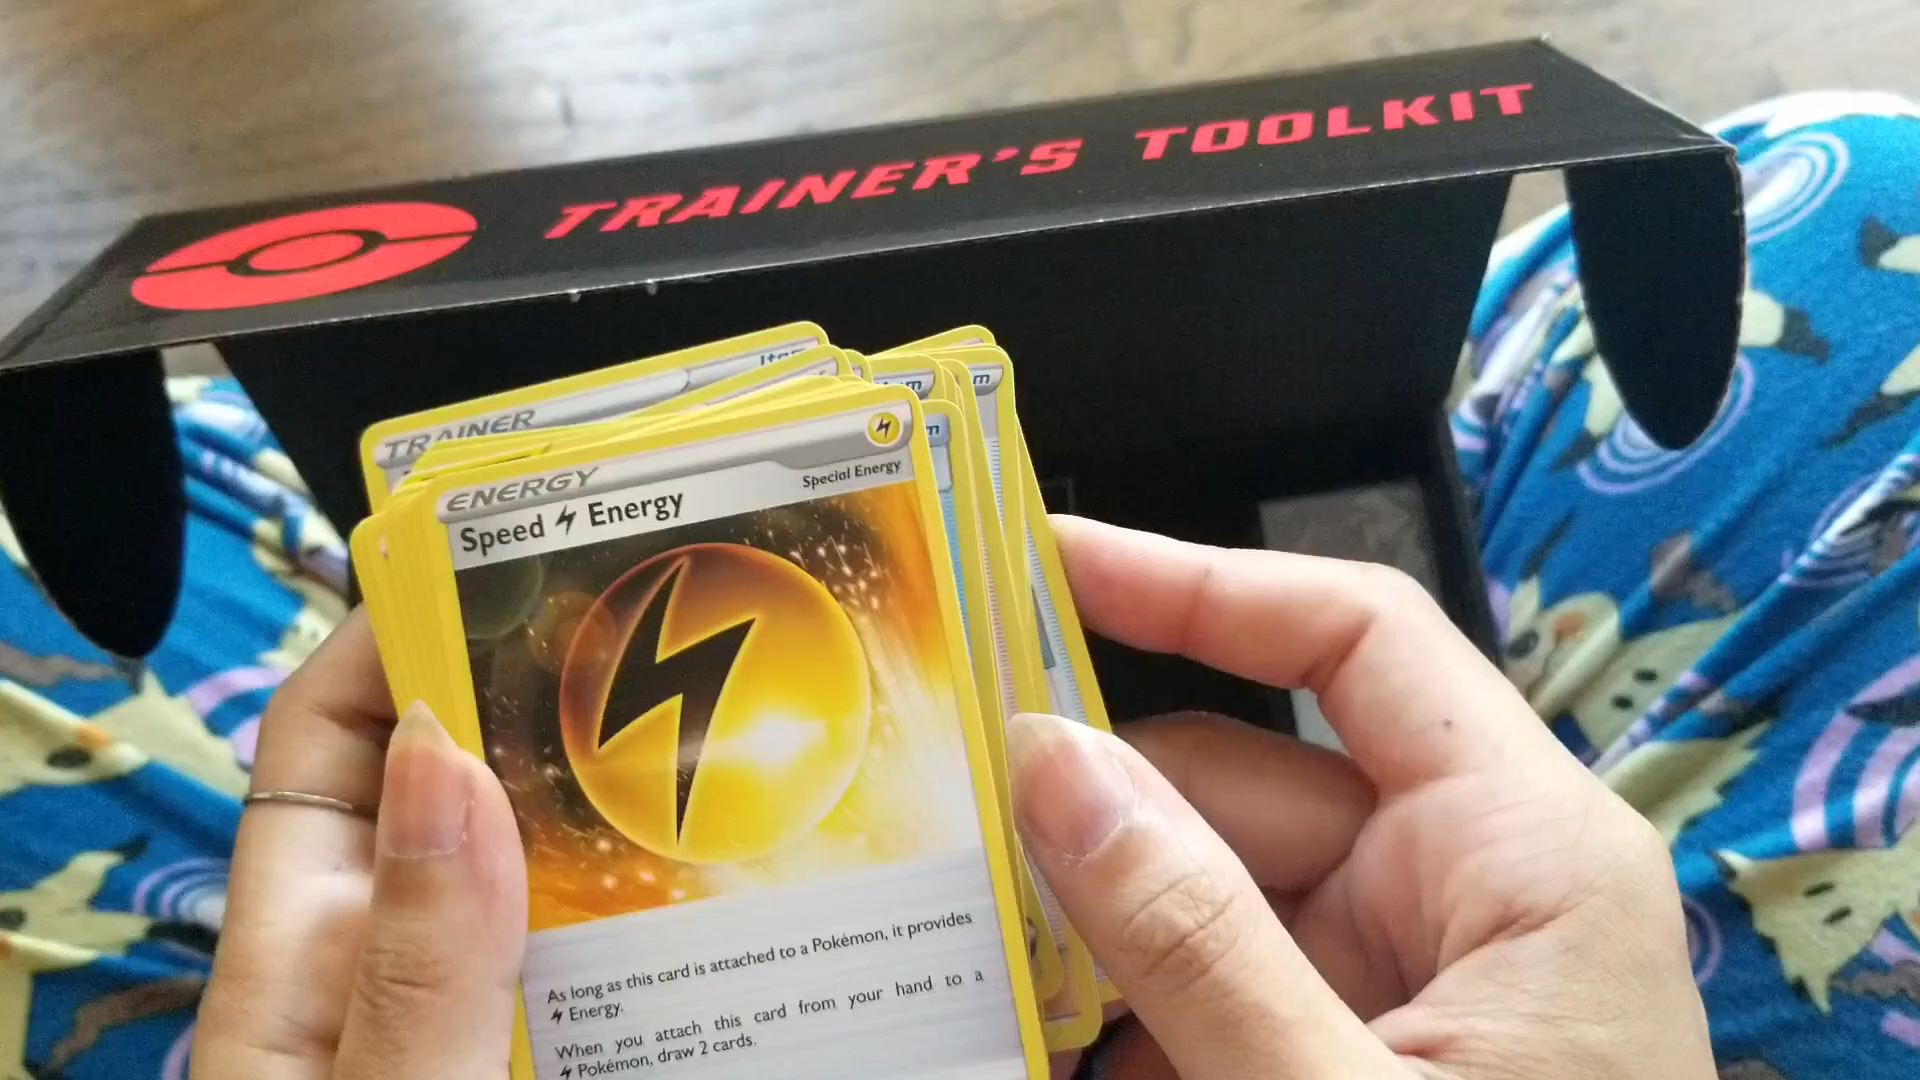 TRAINER'S TOOLKIT
TRAINER
ENERGY
Speed Energy
Special Energy
As long as this card is attached to a Pokémon, it provides
Energy.
When you attach this card from your hand to a
Pokémon, draw 2 cards.